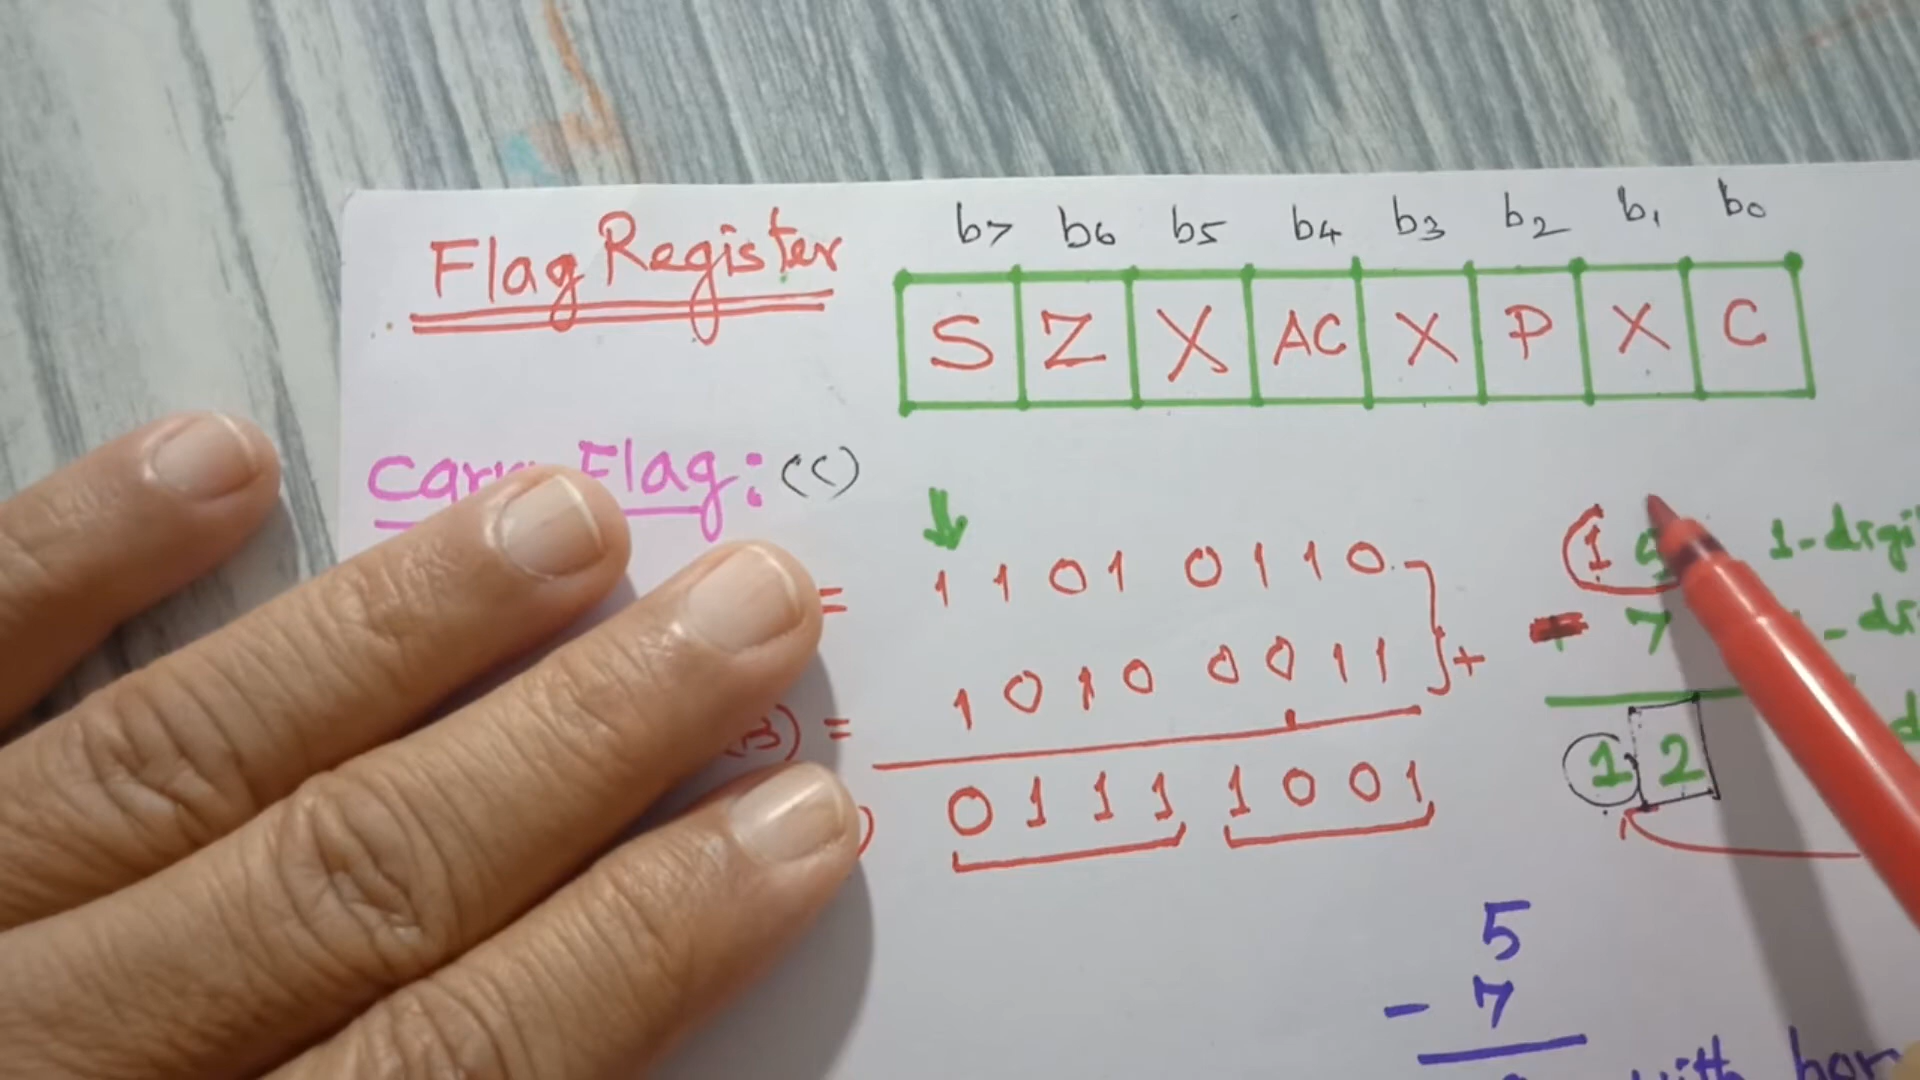 Flag Register
b7 b6 b5 b4 b3 b2 b1 b0
S Z X AC X P X C
Flag: (C)
= 1 1 0 1 0 1 1 0 +
= 1 0 1 0 0 0 1 1
0 1 1 1 1 0 0 1
1
7
1 2
5
- 7
with